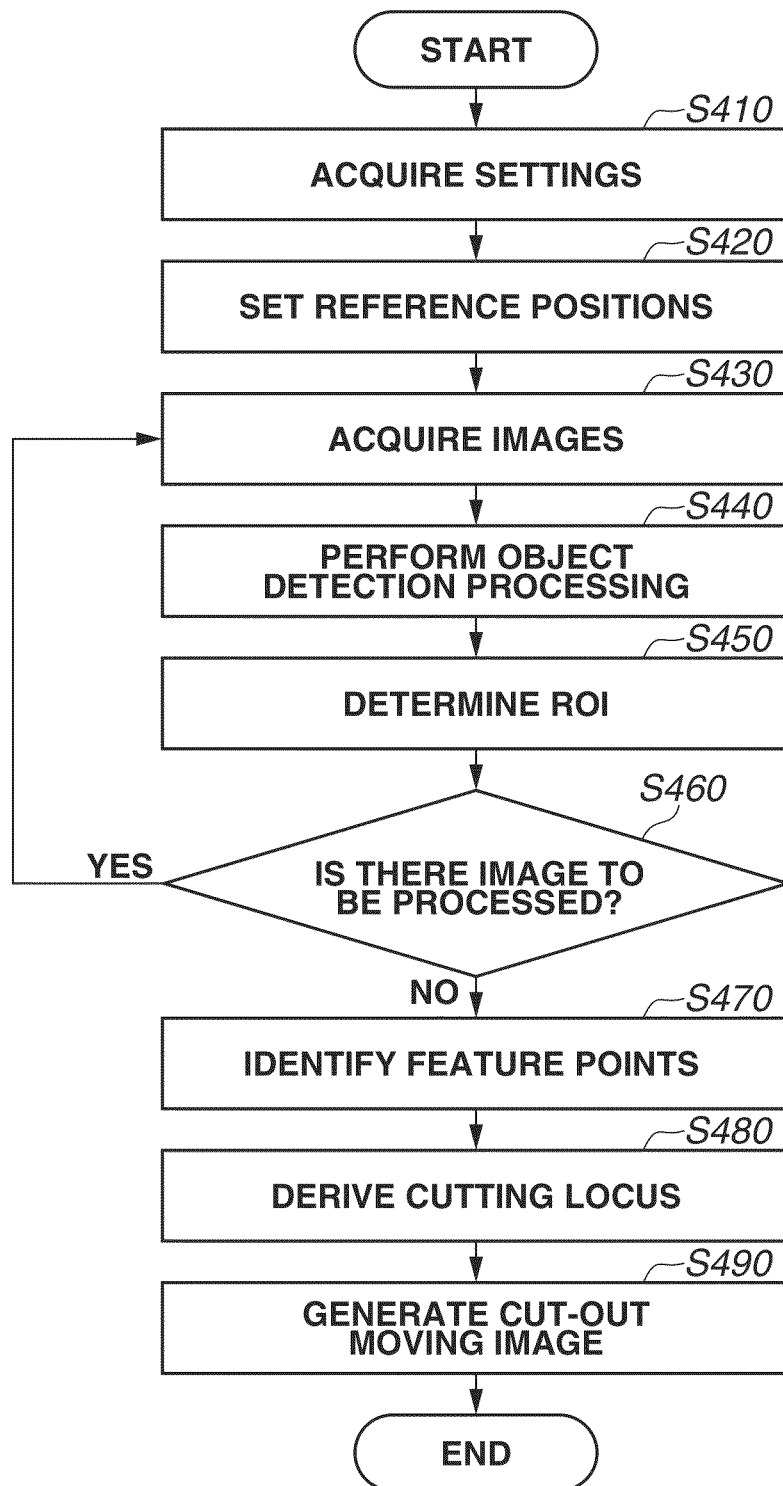 START
S410
ACQUIRE SETTINGS
S420
SET REFERENCE POSITIONS
S430
ACQUIRE IMAGES
S440
PERFORM OBJECT
DETECTION PROCESSING
S450
DETERMINE ROI
S460
IS THERE IMAGE TO
BE PROCESSED?
YES
NO
S470
IDENTIFY FEATURE POINTS
S480
DERIVE CUTTING LOCUS
S490
GENERATE CUT-OUT
MOVING IMAGE
END